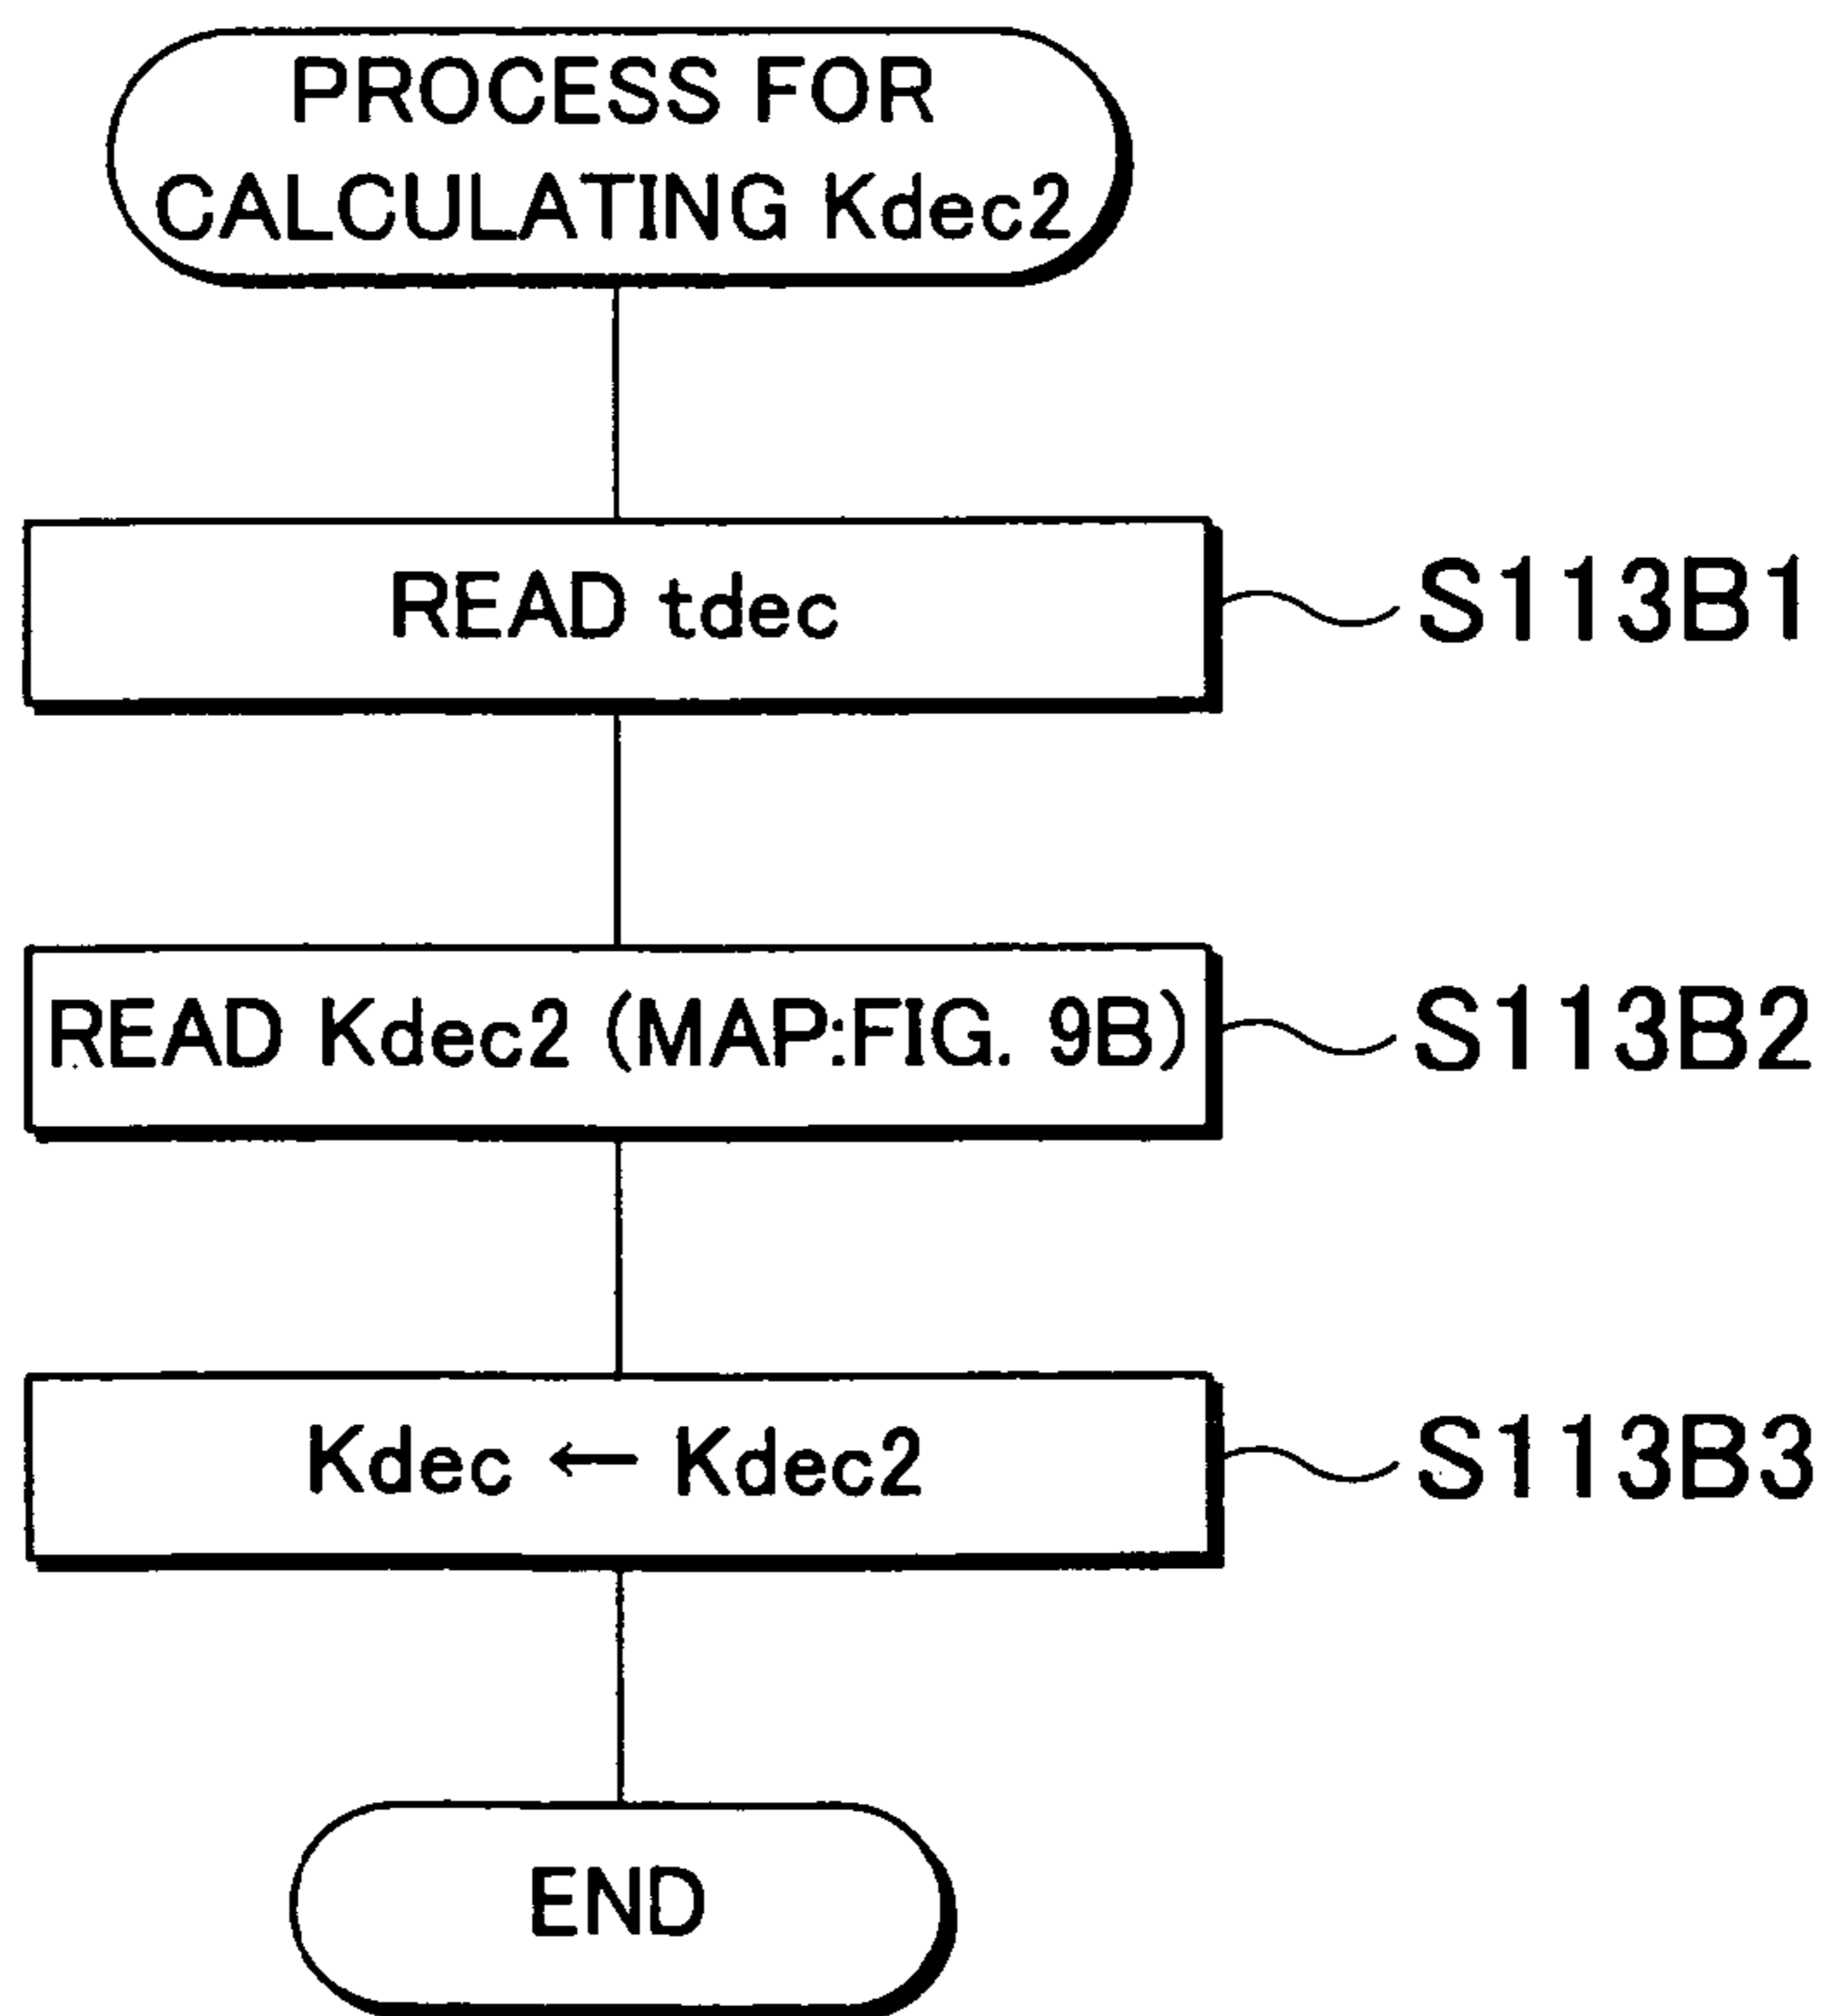 PROCESS FOR
CALCULATING Kdec2
READ tdec
S113B1
READ Kdec2 (MAP:FIG. 9B)
S113B2
Kdec ← Kdec2
S113B3
END